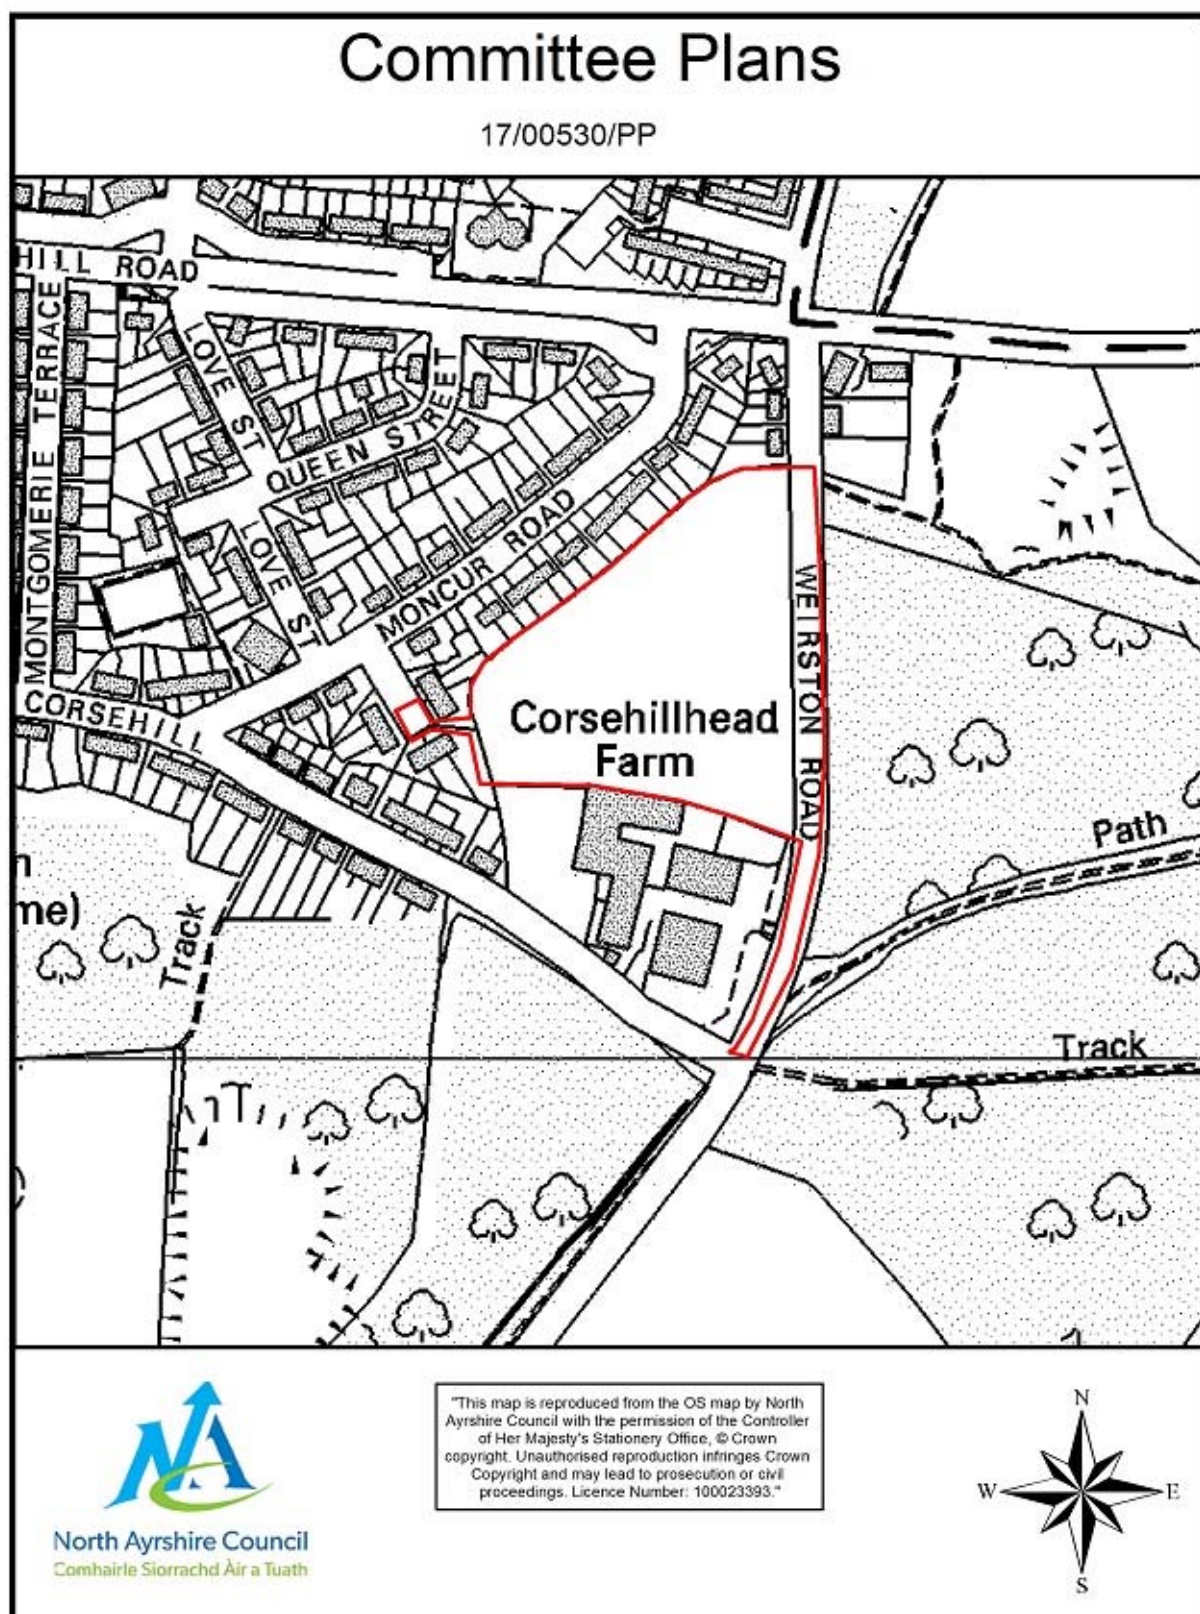 Committee Plans
17/00530/PP
HILL ROAD
MONTGOMERIE TERRACE
LOVE ST
QUEEN STREET
LOVE ST
MONCUR ROAD
CORSEHILL
WEIRSTON ROAD
Corsehillhead
Farm
Path
me)
Track
Track
"This map is reproduced from the OS map by North
Ayrshire Council with the permission of the Controller
of Her Majesty's Stationery Office, © Crown
copyright. Unauthorised reproduction infringes Crown
Copyright and may lead to prosecution or civil
proceedings. Licence Number: 100023393."
North Ayrshire Council
Comhairle Siorrachd Àir a Tuath
N
W
E
S